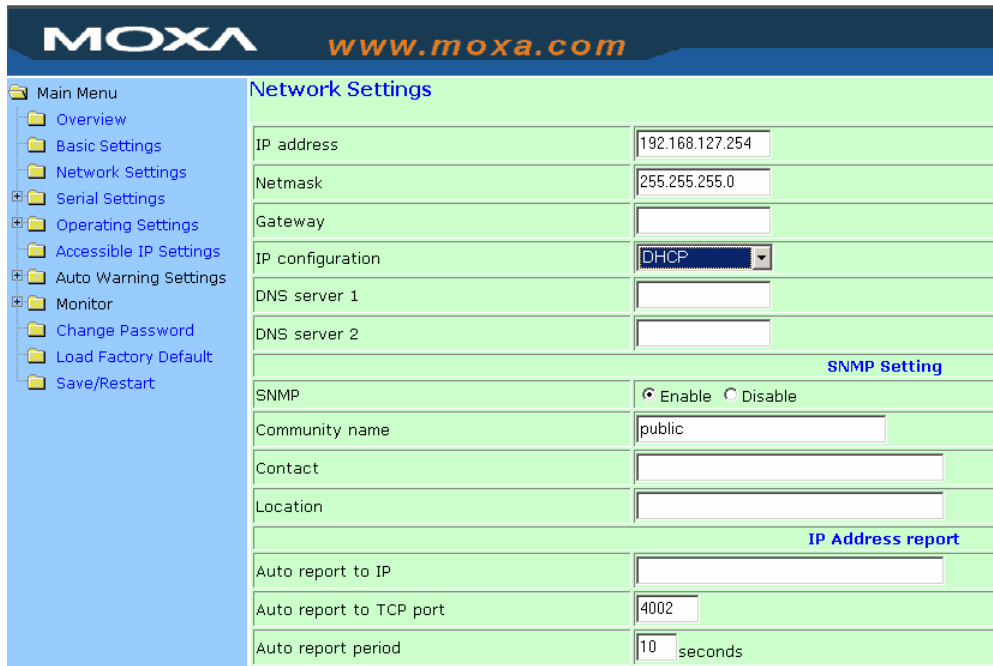 MOXA www.moxa.com
Main Menu
Overview
Basic Settings
Network Settings
Serial Settings
Operating Settings
Accessible IP Settings
Auto Warning Settings
Monitor
Change Password
Load Factory Default
Save/Restart
Network Settings
IP address 192.168.127.254
Netmask 255.255.255.0
Gateway
IP configuration DHCP
DNS server 1
DNS server 2
SNMP Setting
SNMP Enable Disable
Community name public
Contact
Location
IP Address report
Auto report to IP
Auto report to TCP port 4002
Auto report period 10 seconds